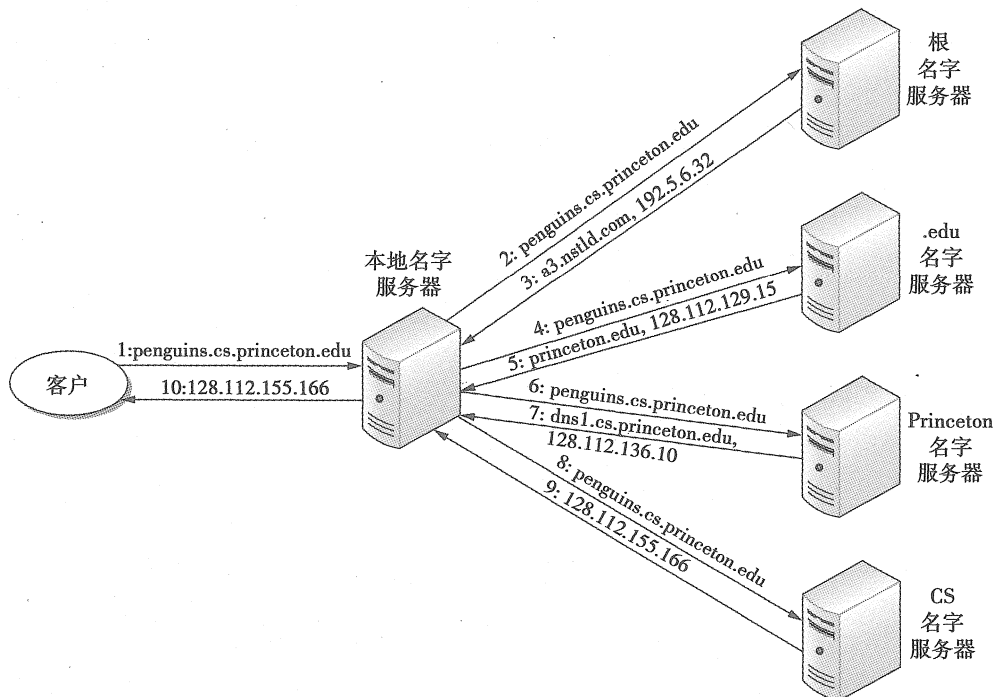 根
名字
服务器
2: penguins.cs.princeton.edu
3: a3.nstld.com, 192.5.6.32
.edu
名字
服务器
本地名字
服务器
4: penguins.cs.princeton.edu
5: princeton.edu, 128.112.129.15
1:penguins.cs.princeton.edu
客户
10:128.112.155.166
6: penguins.cs.princeton.edu
7: dns1.cs.princeton.edu,
128.112.136.10
Princeton
名字
服务器
8: penguins.cs.princeton.edu
9: 128.112.155.166
CS
名字
服务器